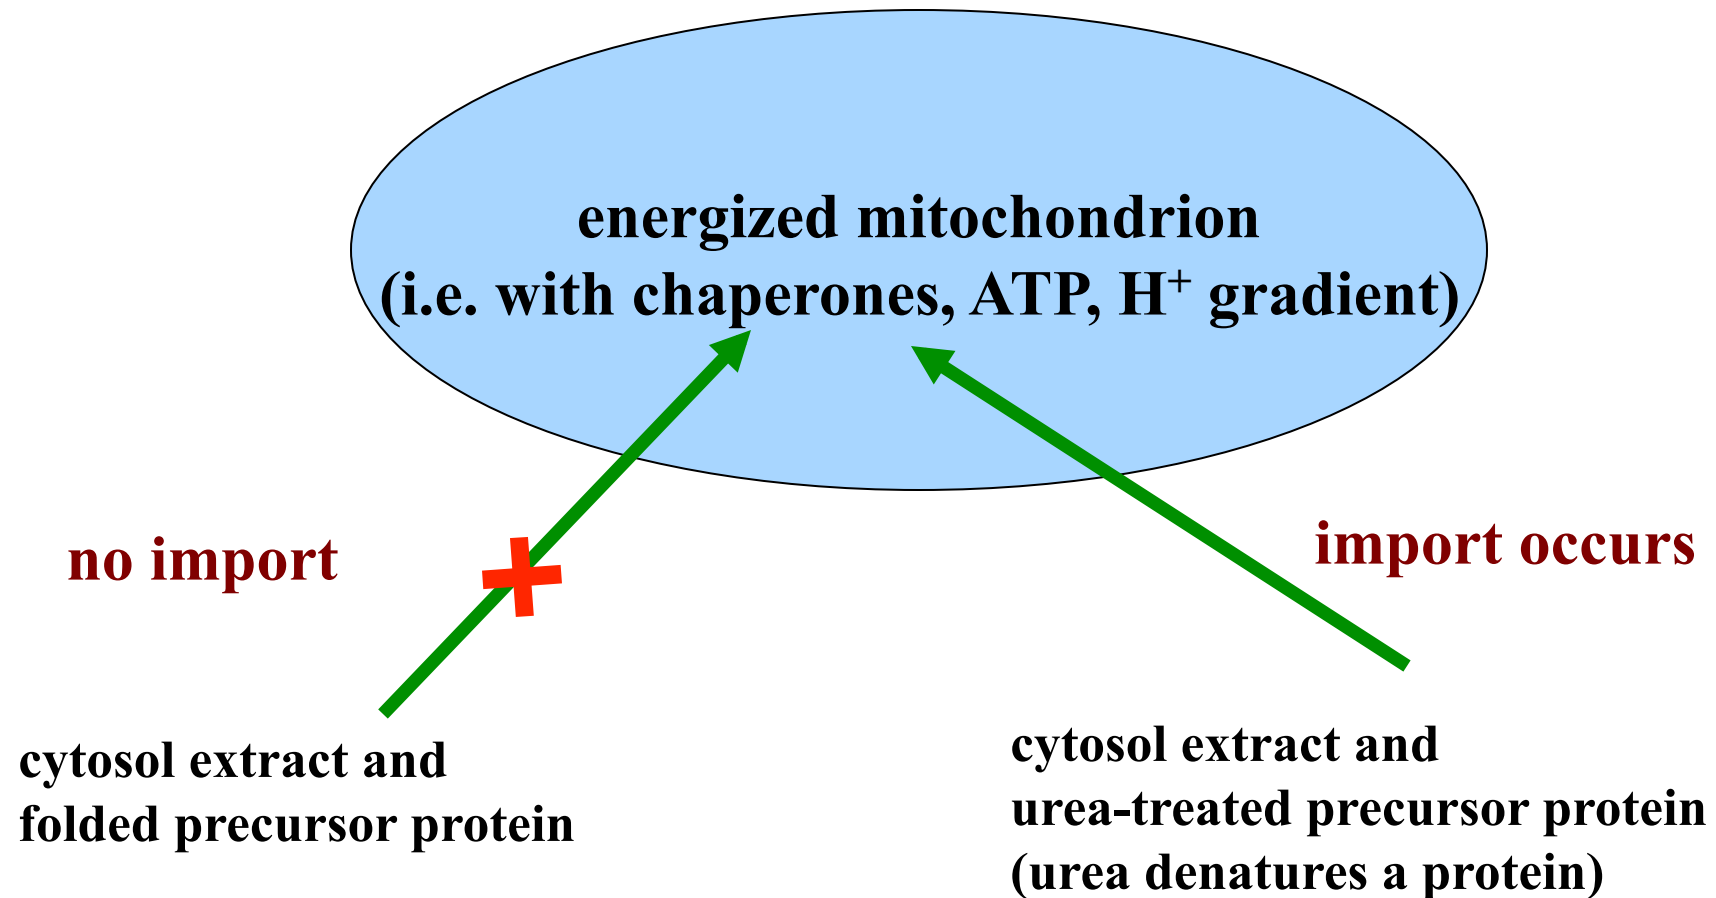 energized mitochondrion
(i.e. with chaperones, ATP, H⁺ gradient)
no import
import occurs
cytosol extract and
folded precursor protein
cytosol extract and
urea-treated precursor protein
(urea denatures a protein)